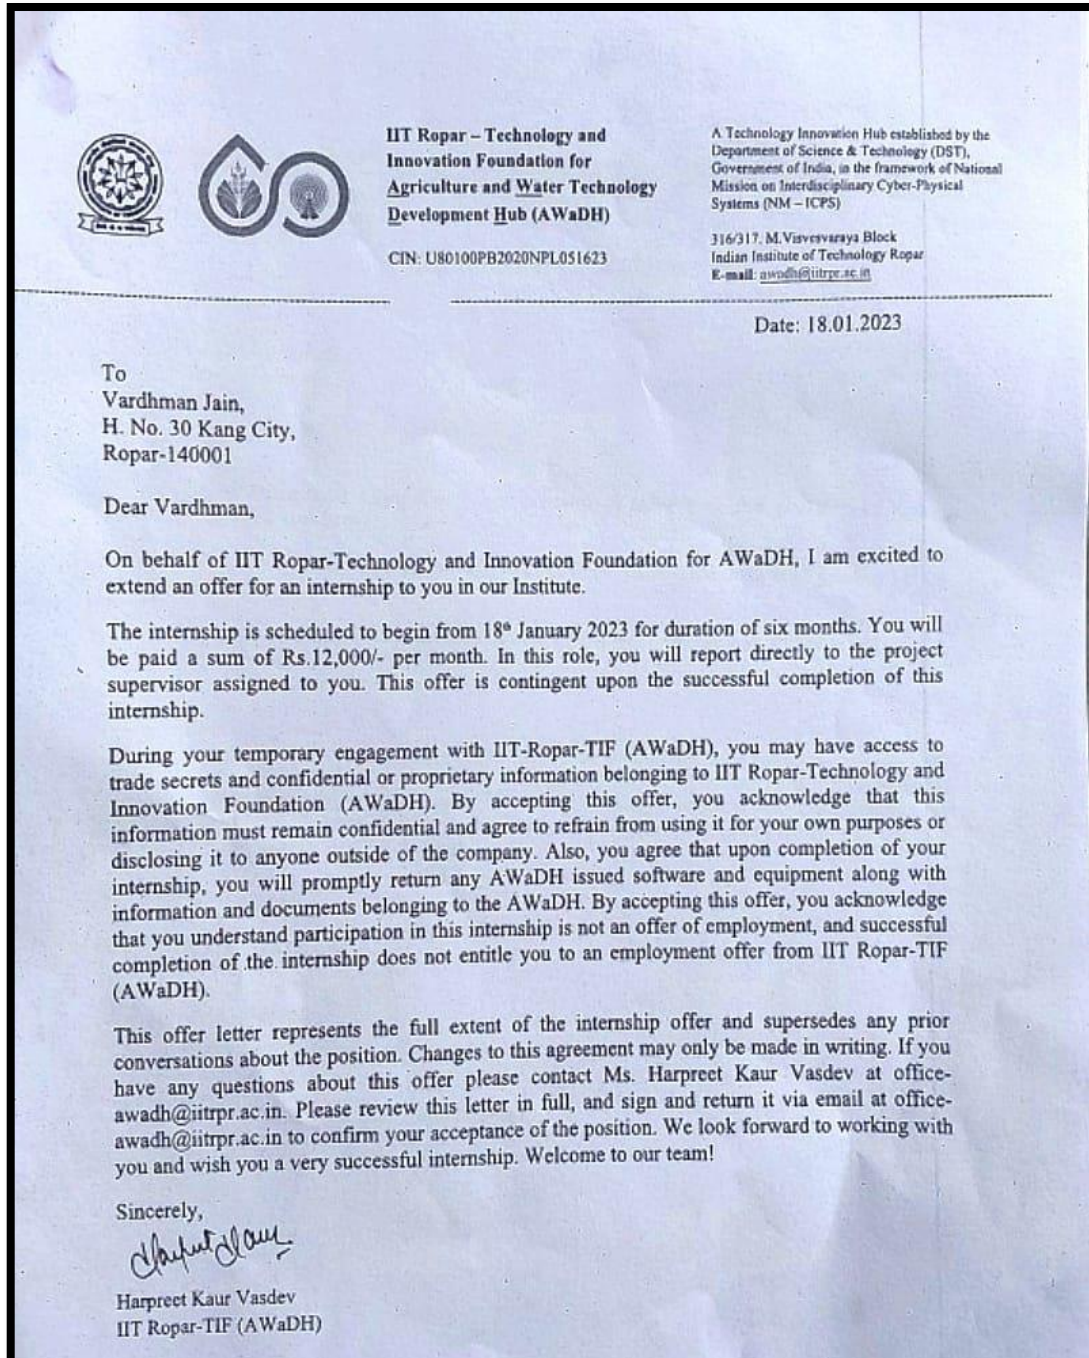 IIT Ropar – Technology and
Innovation Foundation for
Agriculture and Water Technology
Development Hub (AWaDH)
CIN: U80100PB2020NPL051623
A Technology Innovation Hub established by the
Department of Science & Technology (DST),
Government of India, in the framework of National
Mission on Interdisciplinary Cyber-Physical
Systems (NM – ICPS)
316/317, M.Visvesvaraya Block
Indian Institute of Technology Ropar
E-mail: awadh@iitrpr.ac.in
Date: 18.01.2023
To
Vardhman Jain,
H. No. 30 Kang City,
Ropar-140001
Dear Vardhman,
On behalf of IIT Ropar-Technology and Innovation Foundation for AWaDH, I am excited to
extend an offer for an internship to you in our Institute.
The internship is scheduled to begin from 18th January 2023 for duration of six months. You will
be paid a sum of Rs.12,000/- per month. In this role, you will report directly to the project
supervisor assigned to you. This offer is contingent upon the successful completion of this
internship.
During your temporary engagement with IIT-Ropar-TIF (AWaDH), you may have access to
trade secrets and confidential or proprietary information belonging to IIT Ropar-Technology and
Innovation Foundation (AWaDH). By accepting this offer, you acknowledge that this
information must remain confidential and agree to refrain from using it for your own purposes or
disclosing it to anyone outside of the company. Also, you agree that upon completion of your
internship, you will promptly return any AWaDH issued software and equipment along with
information and documents belonging to the AWaDH. By accepting this offer, you acknowledge
that you understand participation in this internship is not an offer of employment, and successful
completion of the internship does not entitle you to an employment offer from IIT Ropar-TIF
(AWaDH).
This offer letter represents the full extent of the internship offer and supersedes any prior
conversations about the position. Changes to this agreement may only be made in writing. If you
have any questions about this offer please contact Ms. Harpreet Kaur Vasdev at office-
awadh@iitrpr.ac.in. Please review this letter in full, and sign and return it via email at office-
awadh@iitrpr.ac.in to confirm your acceptance of the position. We look forward to working with
you and wish you a very successful internship. Welcome to our team!
Sincerely,
Harpreet Kaur Vasdev
IIT Ropar-TIF (AWaDH)